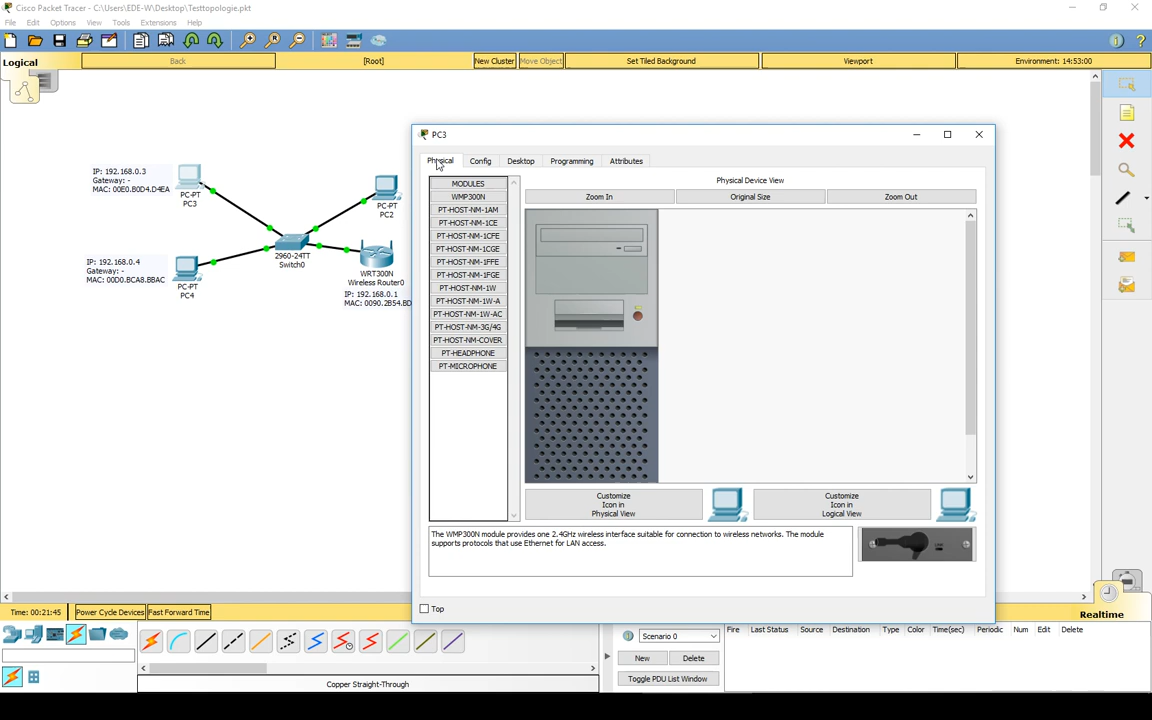 Cisco Packet Tracer - C:\Users\EDE-W\Desktop\Testtopologie.pkt
File Edit Options View Tools Extensions Help
Logical Back [Root] New Cluster Move Object Set Tiled Background Viewport Environment: 14:53:00
IP: 192.168.0.3
Gateway: -
MAC: 00E0.B0D4.D4EA
PC-PT
PC3
PC-PT
PC2
2960-24TT
Switch0
WRT300N
Wireless Router0
IP: 192.168.0.1
MAC: 0090.2B54.BD
IP: 192.168.0.4
Gateway: -
MAC: 00D0.BCA8.BBAC
PC-PT
PC4
PC3
Physical Config Desktop Programming Attributes
MODULES
WMP300N
PT-HOST-NM-1AM
PT-HOST-NM-1CE
PT-HOST-NM-1CFE
PT-HOST-NM-1CGE
PT-HOST-NM-1FFE
PT-HOST-NM-1FGE
PT-HOST-NM-1W
PT-HOST-NM-1W-A
PT-HOST-NM-1W-AC
PT-HOST-NM-3G/4G
PT-HOST-NM-COVER
PT-HEADPHONE
PT-MICROPHONE
Physical Device View
Zoom In Original Size Zoom Out
Customize
Icon in
Physical View
Customize
Icon in
Logical View
The WMP300N module provides one 2.4GHz wireless interface suitable for connection to wireless networks. The module
supports protocols that use Ethernet for LAN access.
Top
Time: 00:21:45 Power Cycle Devices Fast Forward Time
Realtime
Scenario 0
New Delete
Toggle PDU List Window
Fire Last Status Source Destination Type Color Time(sec) Periodic Num Edit Delete
Copper Straight-Through